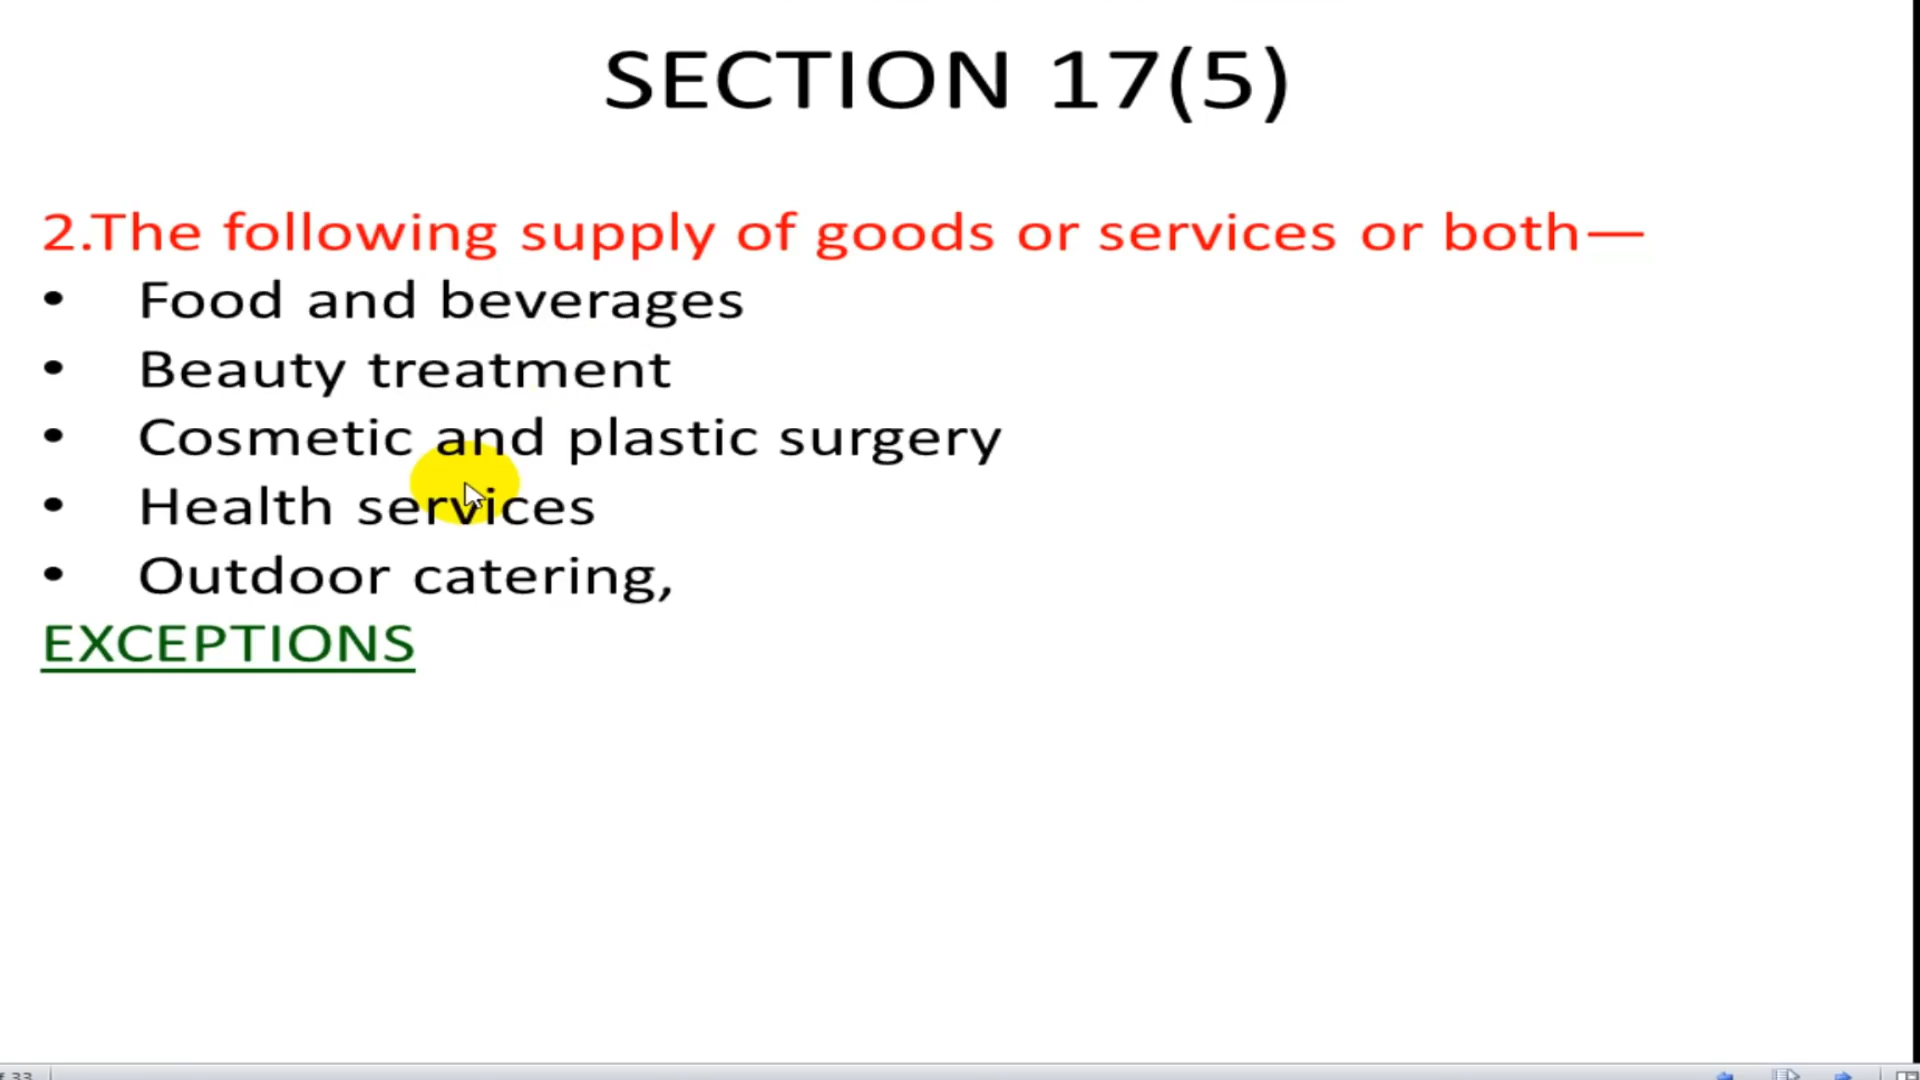 SECTION 17(5)
2.The following supply of goods or services or both—
• Food and beverages
• Beauty treatment
• Cosmetic and plastic surgery
• Health services
• Outdoor catering,
EXCEPTIONS
33